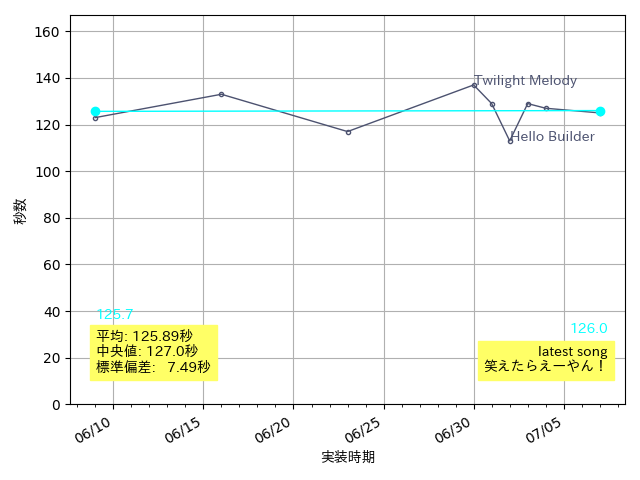 160
140
120
100
80
60
40
20
0
秒数
Twilight Melody
Hello Builder
125.7
平均: 125.89秒
中央値: 127.0秒
標準偏差: 7.49秒
126.0
latest song
笑えたらえーやん！
06/10
06/15
06/20
06/25
06/30
07/05
実装時期